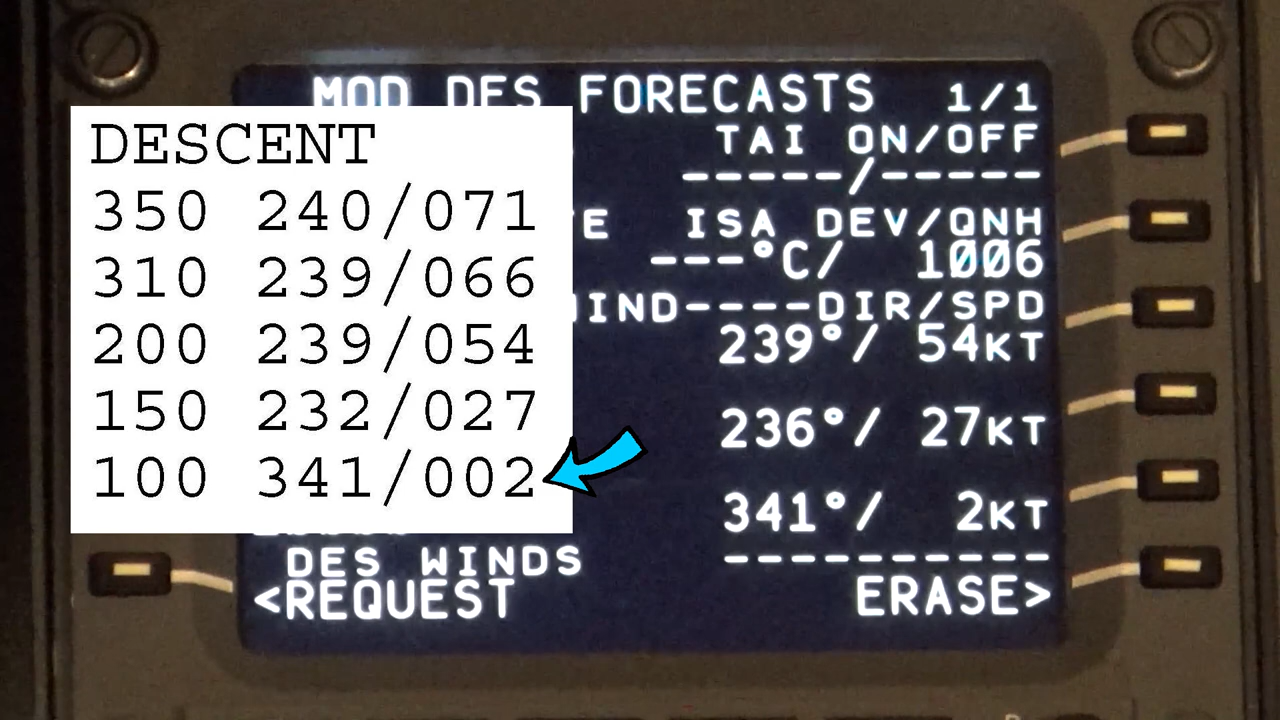 MOD DES FORECASTS 1/1
DESCENT
350 240/071
310 239/066
200 239/054
150 232/027
100 341/002
TAI ON/OFF
-----/-----
ISA DEV/QNH
---°C/ 1006
----DIR/SPD
239°/ 54KT
236°/ 27KT
341°/ 2KT
----------
DES WINDS
<REQUEST
ERASE>